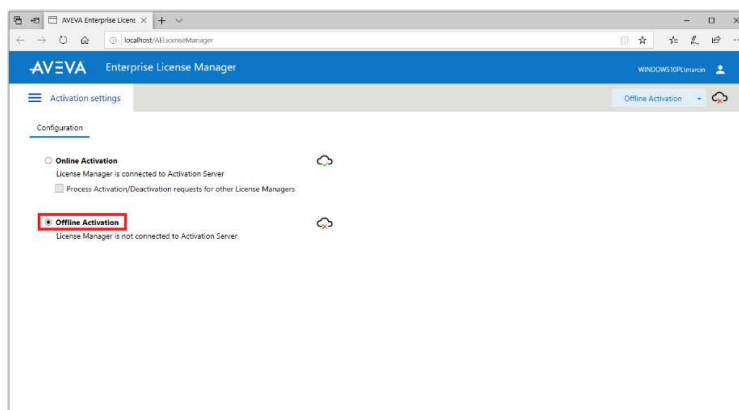 AVEVA Enterprise Licens
localhost/AELicenseManager
AVEVA Enterprise License Manager
WINDOWS10PL\marcin
Activation settings
Offline Activation
Configuration
Online Activation
License Manager is connected to Activation Server
Process Activation/Deactivation requests for other License Managers
Offline Activation
License Manager is not connected to Activation Server